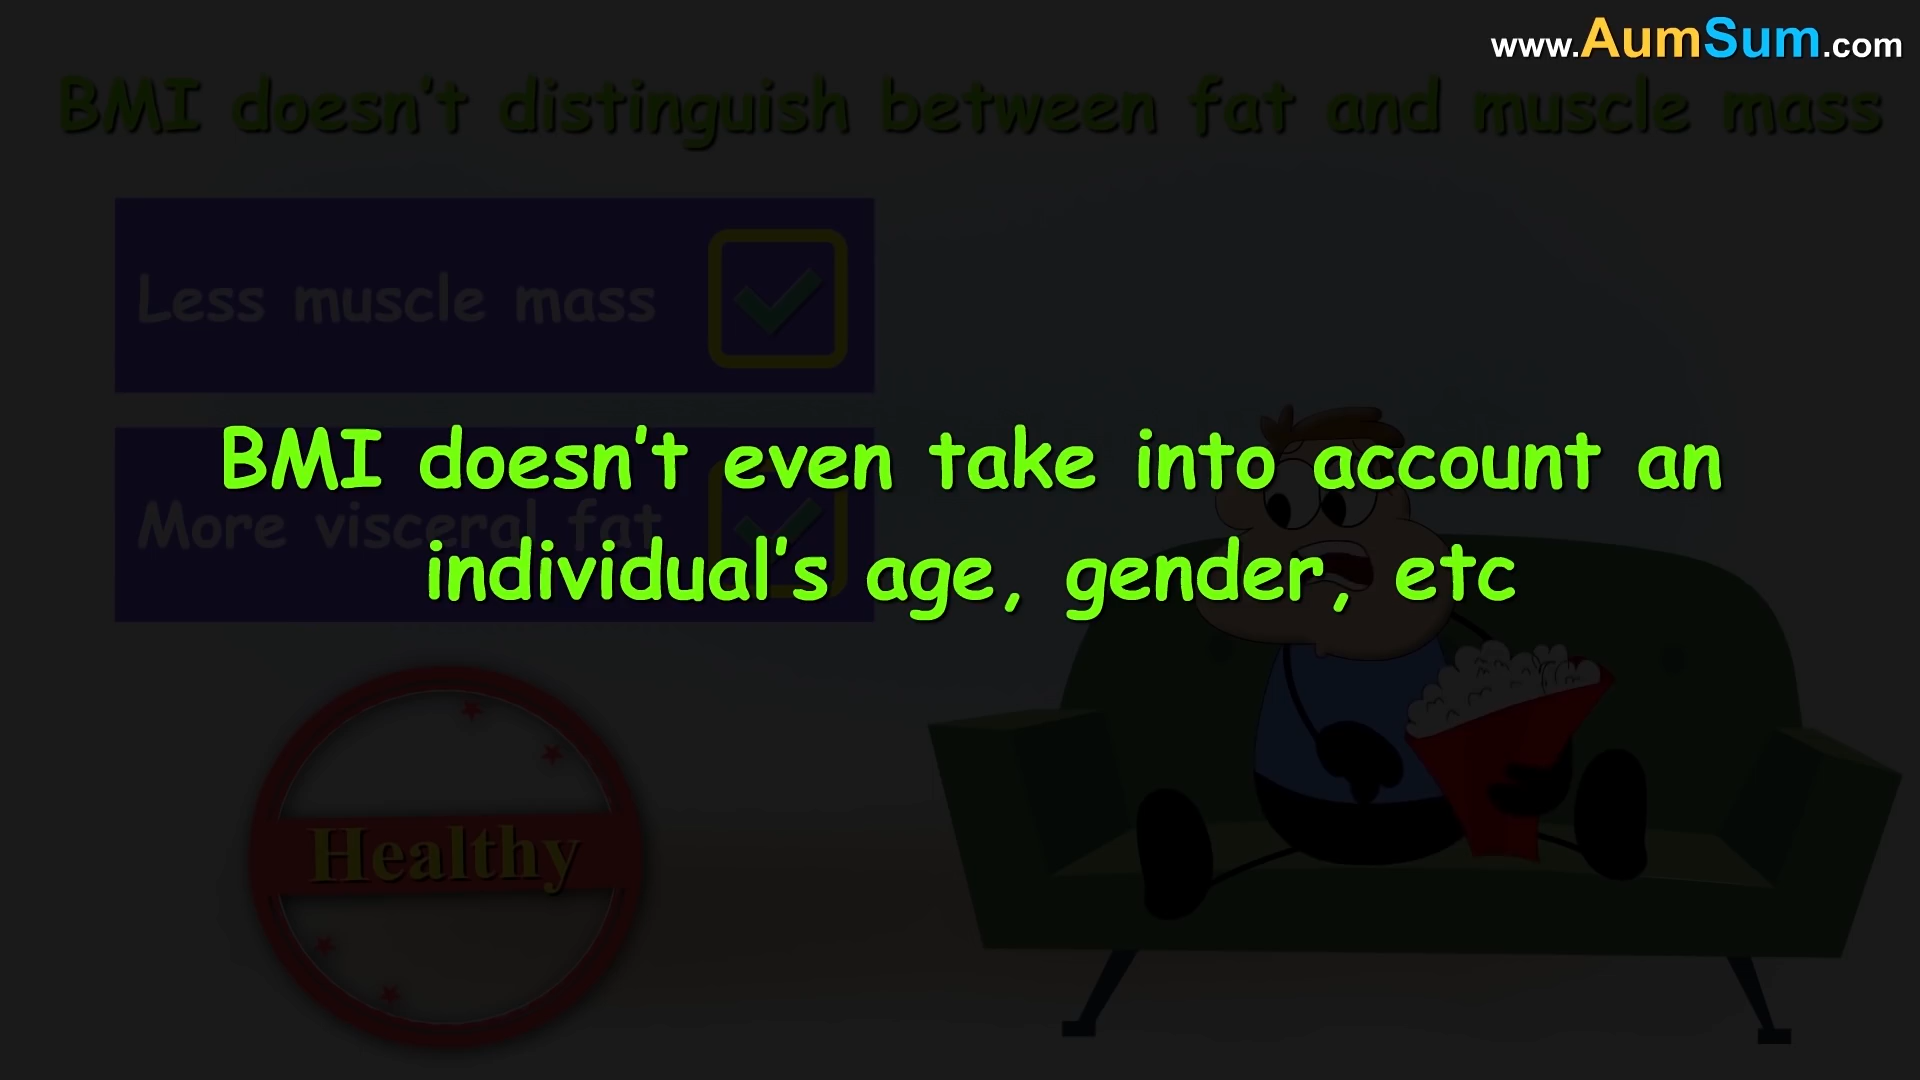 www.AumSum.com
BMI doesn't distinguish between fat and muscle mass
Less muscle mass
BMI doesn't even take into account an
More visceral fat
individual's age, gender, etc
Healthy